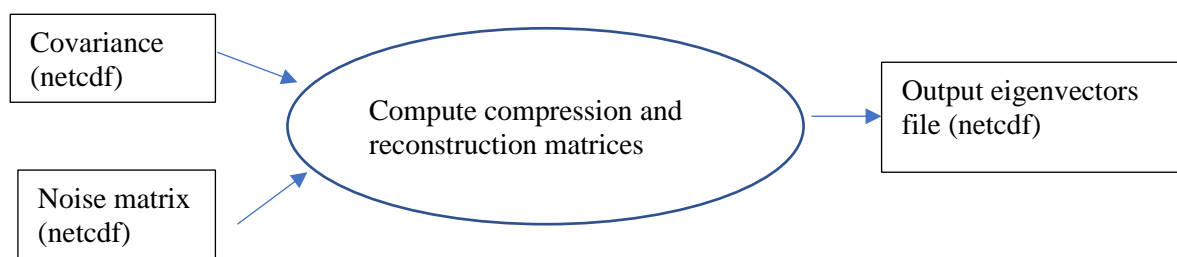 Covariance
(netcdf)
Noise matrix
(netcdf)
Compute compression and
reconstruction matrices
Output eigenvectors
file (netcdf)